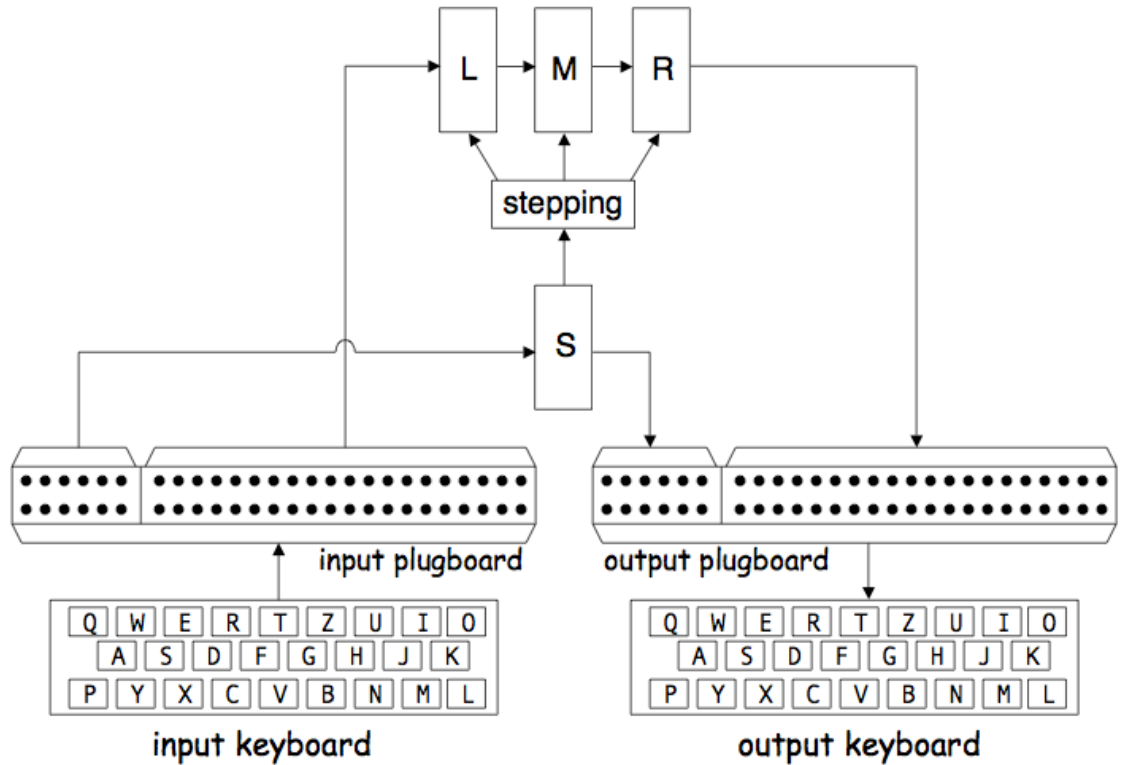 L M R
stepping
S
input plugboard output plugboard
Q W E R T Z U I O Q W E R T Z U I O
A S D F G H J K A S D F G H J K
P Y X C V B N M L P Y X C V B N M L
input keyboard output keyboard